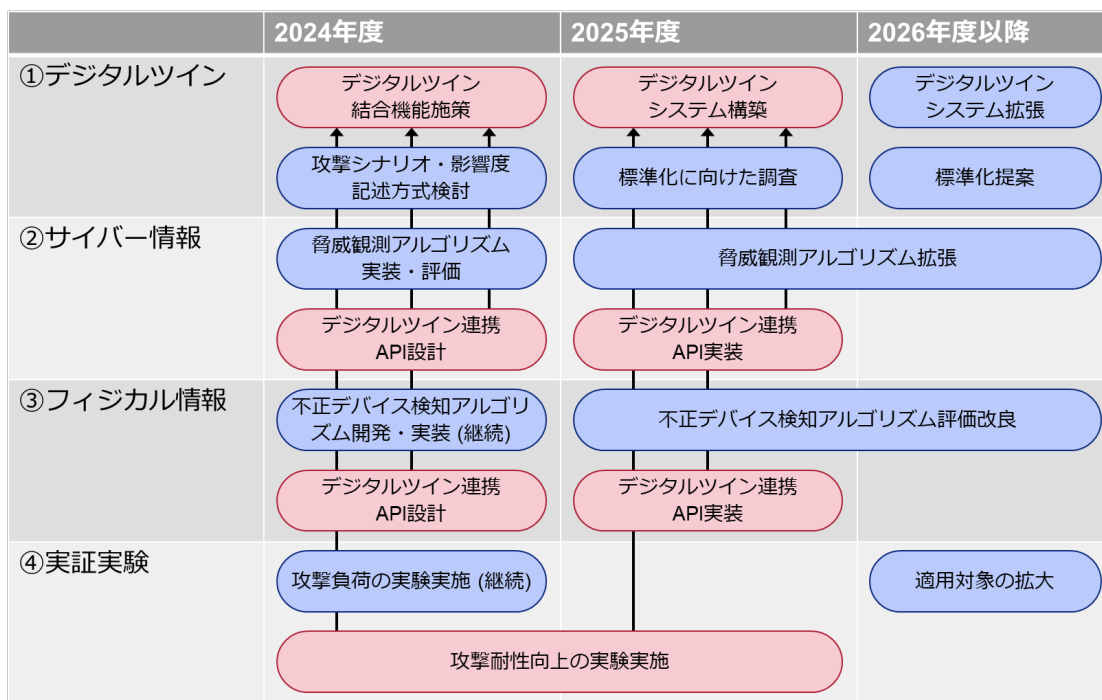 2024年度
2025年度
2026年度以降
①デジタルツイン
デジタルツイン
結合機能施策
デジタルツイン
システム構築
デジタルツイン
システム拡張
攻撃シナリオ・影響度
記述方式検討
標準化に向けた調査
標準化提案
②サイバー情報
脅威観測アルゴリズム
実装・評価
脅威観測アルゴリズム拡張
デジタルツイン連携
API設計
デジタルツイン連携
API実装
③フィジカル情報
不正デバイス検知アルゴリ
ズム開発・実装 (継続)
不正デバイス検知アルゴリズム評価改良
デジタルツイン連携
API設計
デジタルツイン連携
API実装
④実証実験
攻撃負荷の実験実施 (継続)
適用対象の拡大
攻撃耐性向上の実験実施